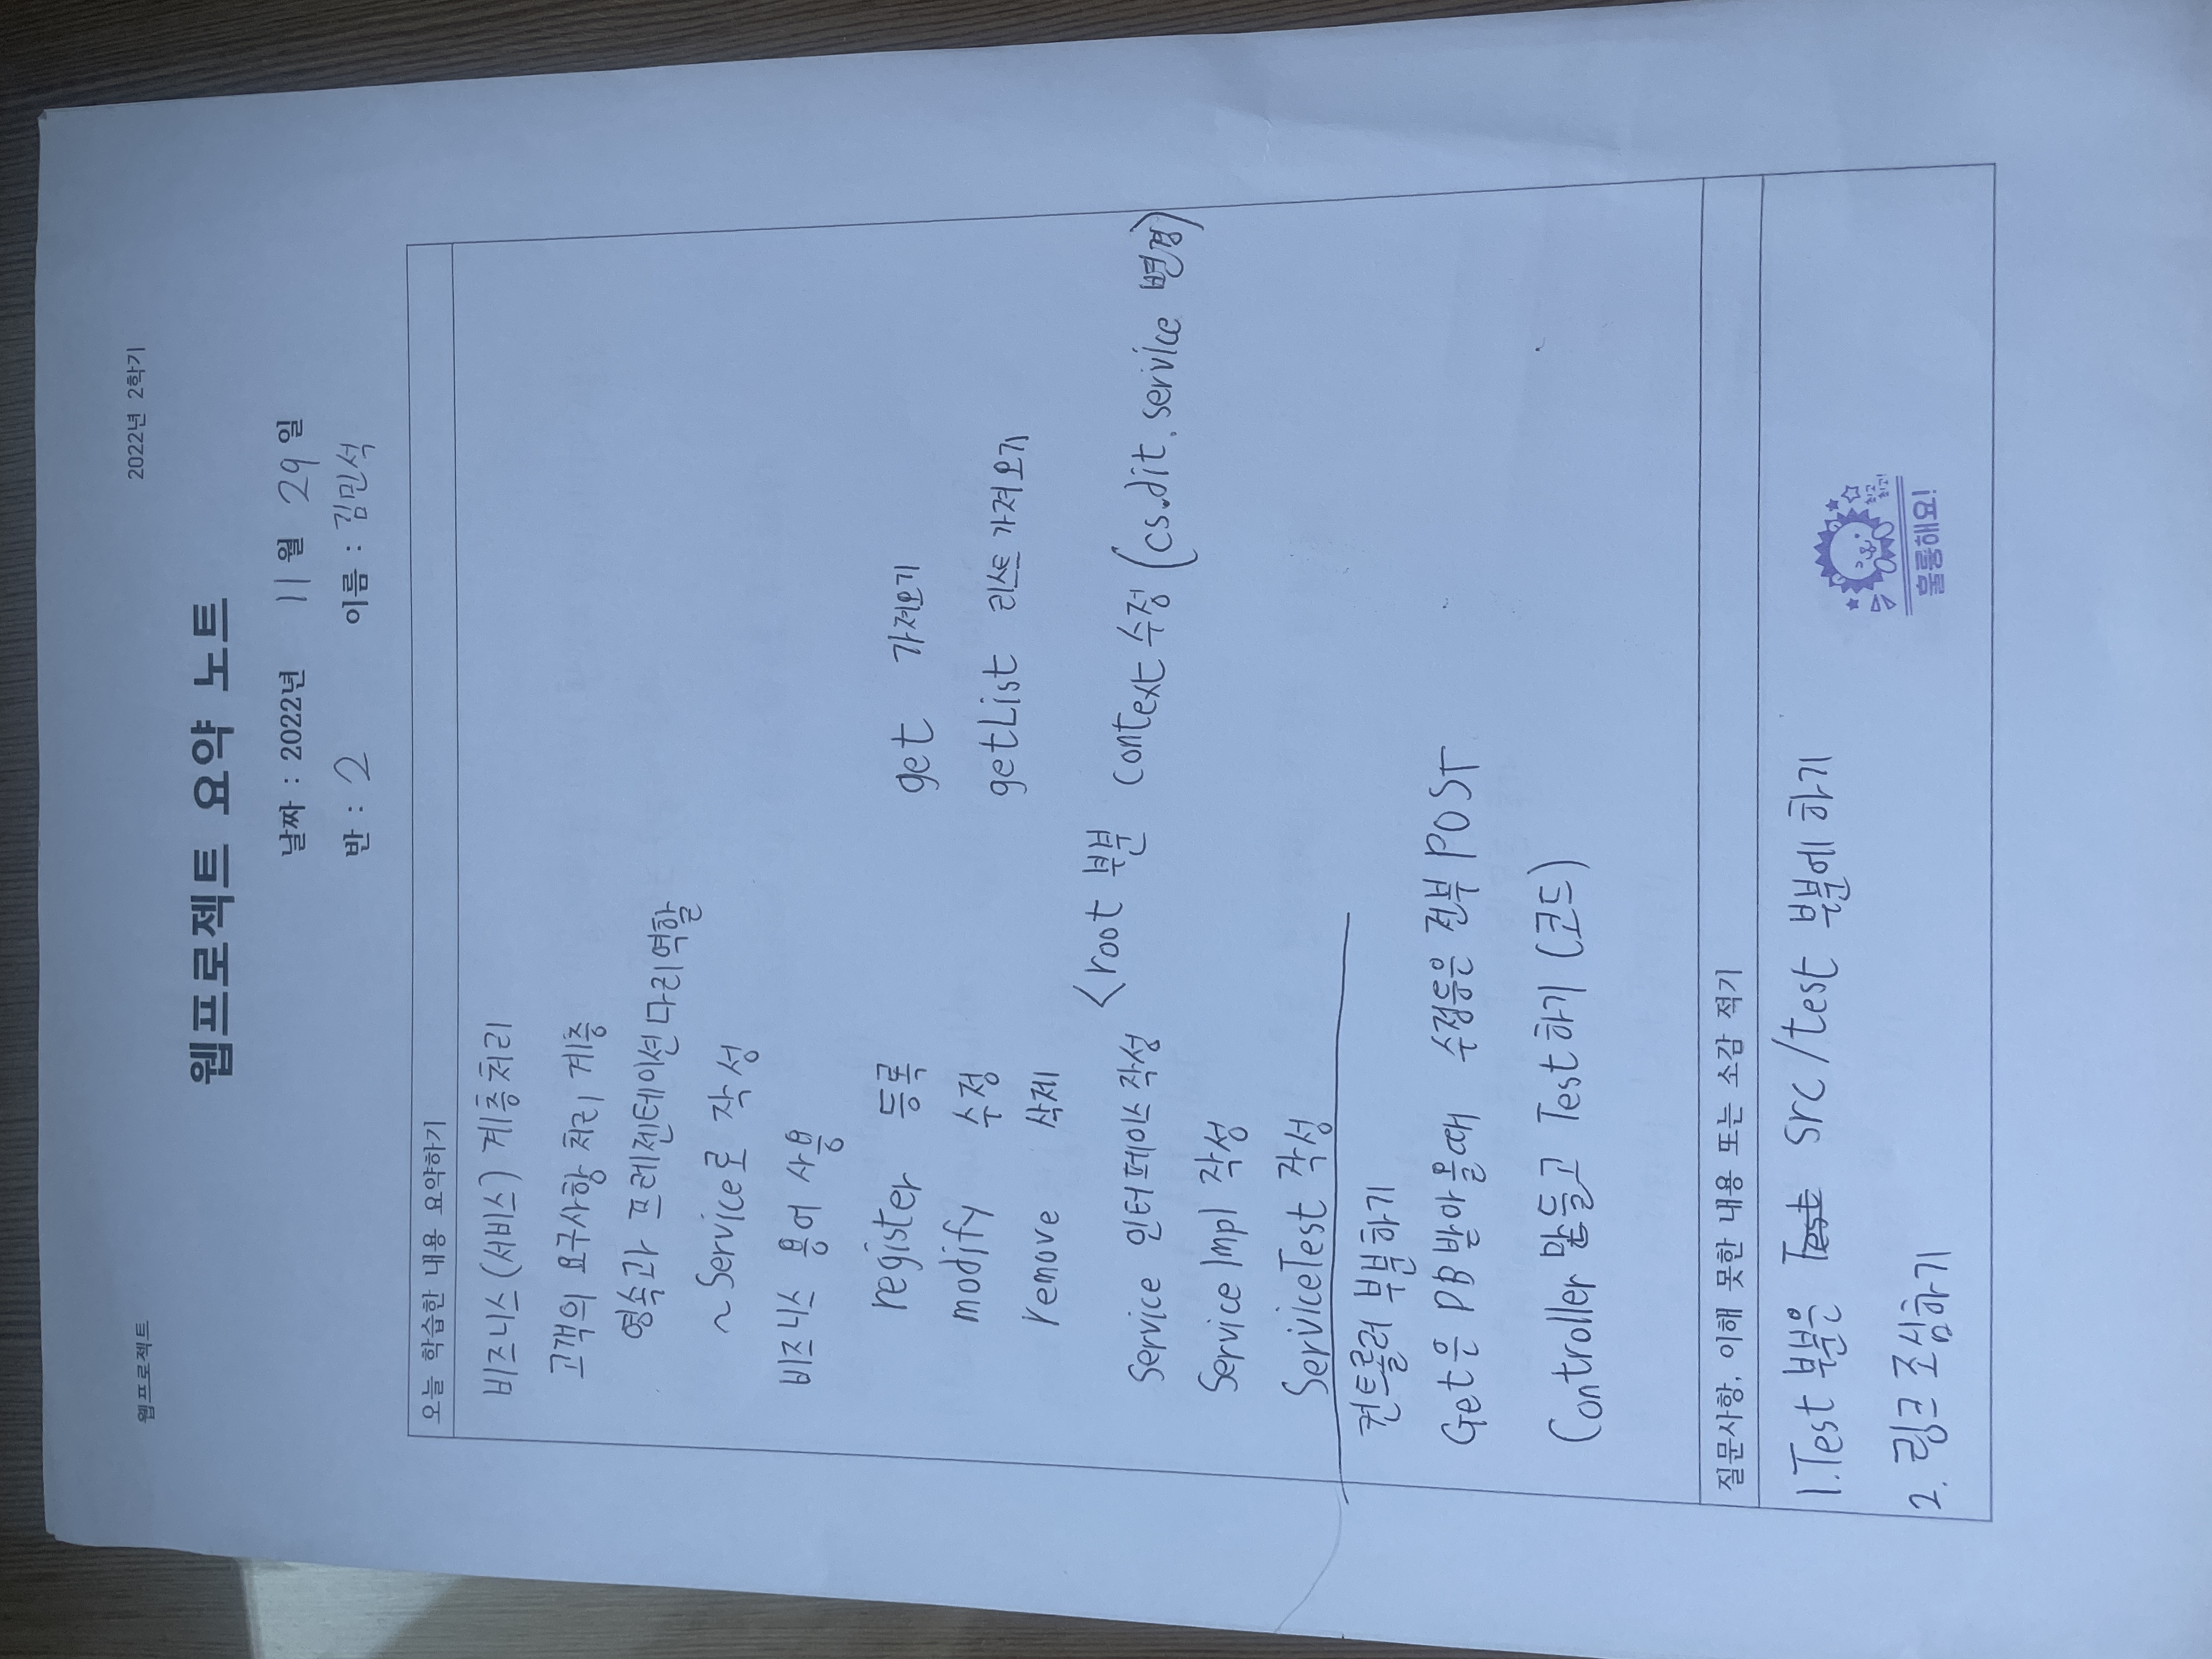 웹프로젝트
2022년 2학기
웹프로젝트 요약 노트
날짜 : 2022년 11월 29일
반 : 2 이름 : 김민석
오늘 학습한 내용 요약하기
비즈니스(서비스) 계층처리
고객의 요구사항 처리 계층
영속과 프레젠테이션 다리역할
~Service로 작성
비즈니스 용어 사용
register 등록 get 가져오기
modify 수정 getList 리스트 가져오기
remove 삭제
Service 인터페이스 작성 <root 부분 context 수정 (cs.dit.service 변경)
Service Impl 작성
ServiceTest 작성
컨트롤러 부분하기
Get은 DB받아올때 수정등은 전부 POST
Controller 만들고 Test하기 (코드)
질문사항, 이해 못한 내용 또는 소감 적기
1. Test 부분은 Test src/test 부분에 하기
2. 링크 조심하기
최고 최고!
훌륭해요!